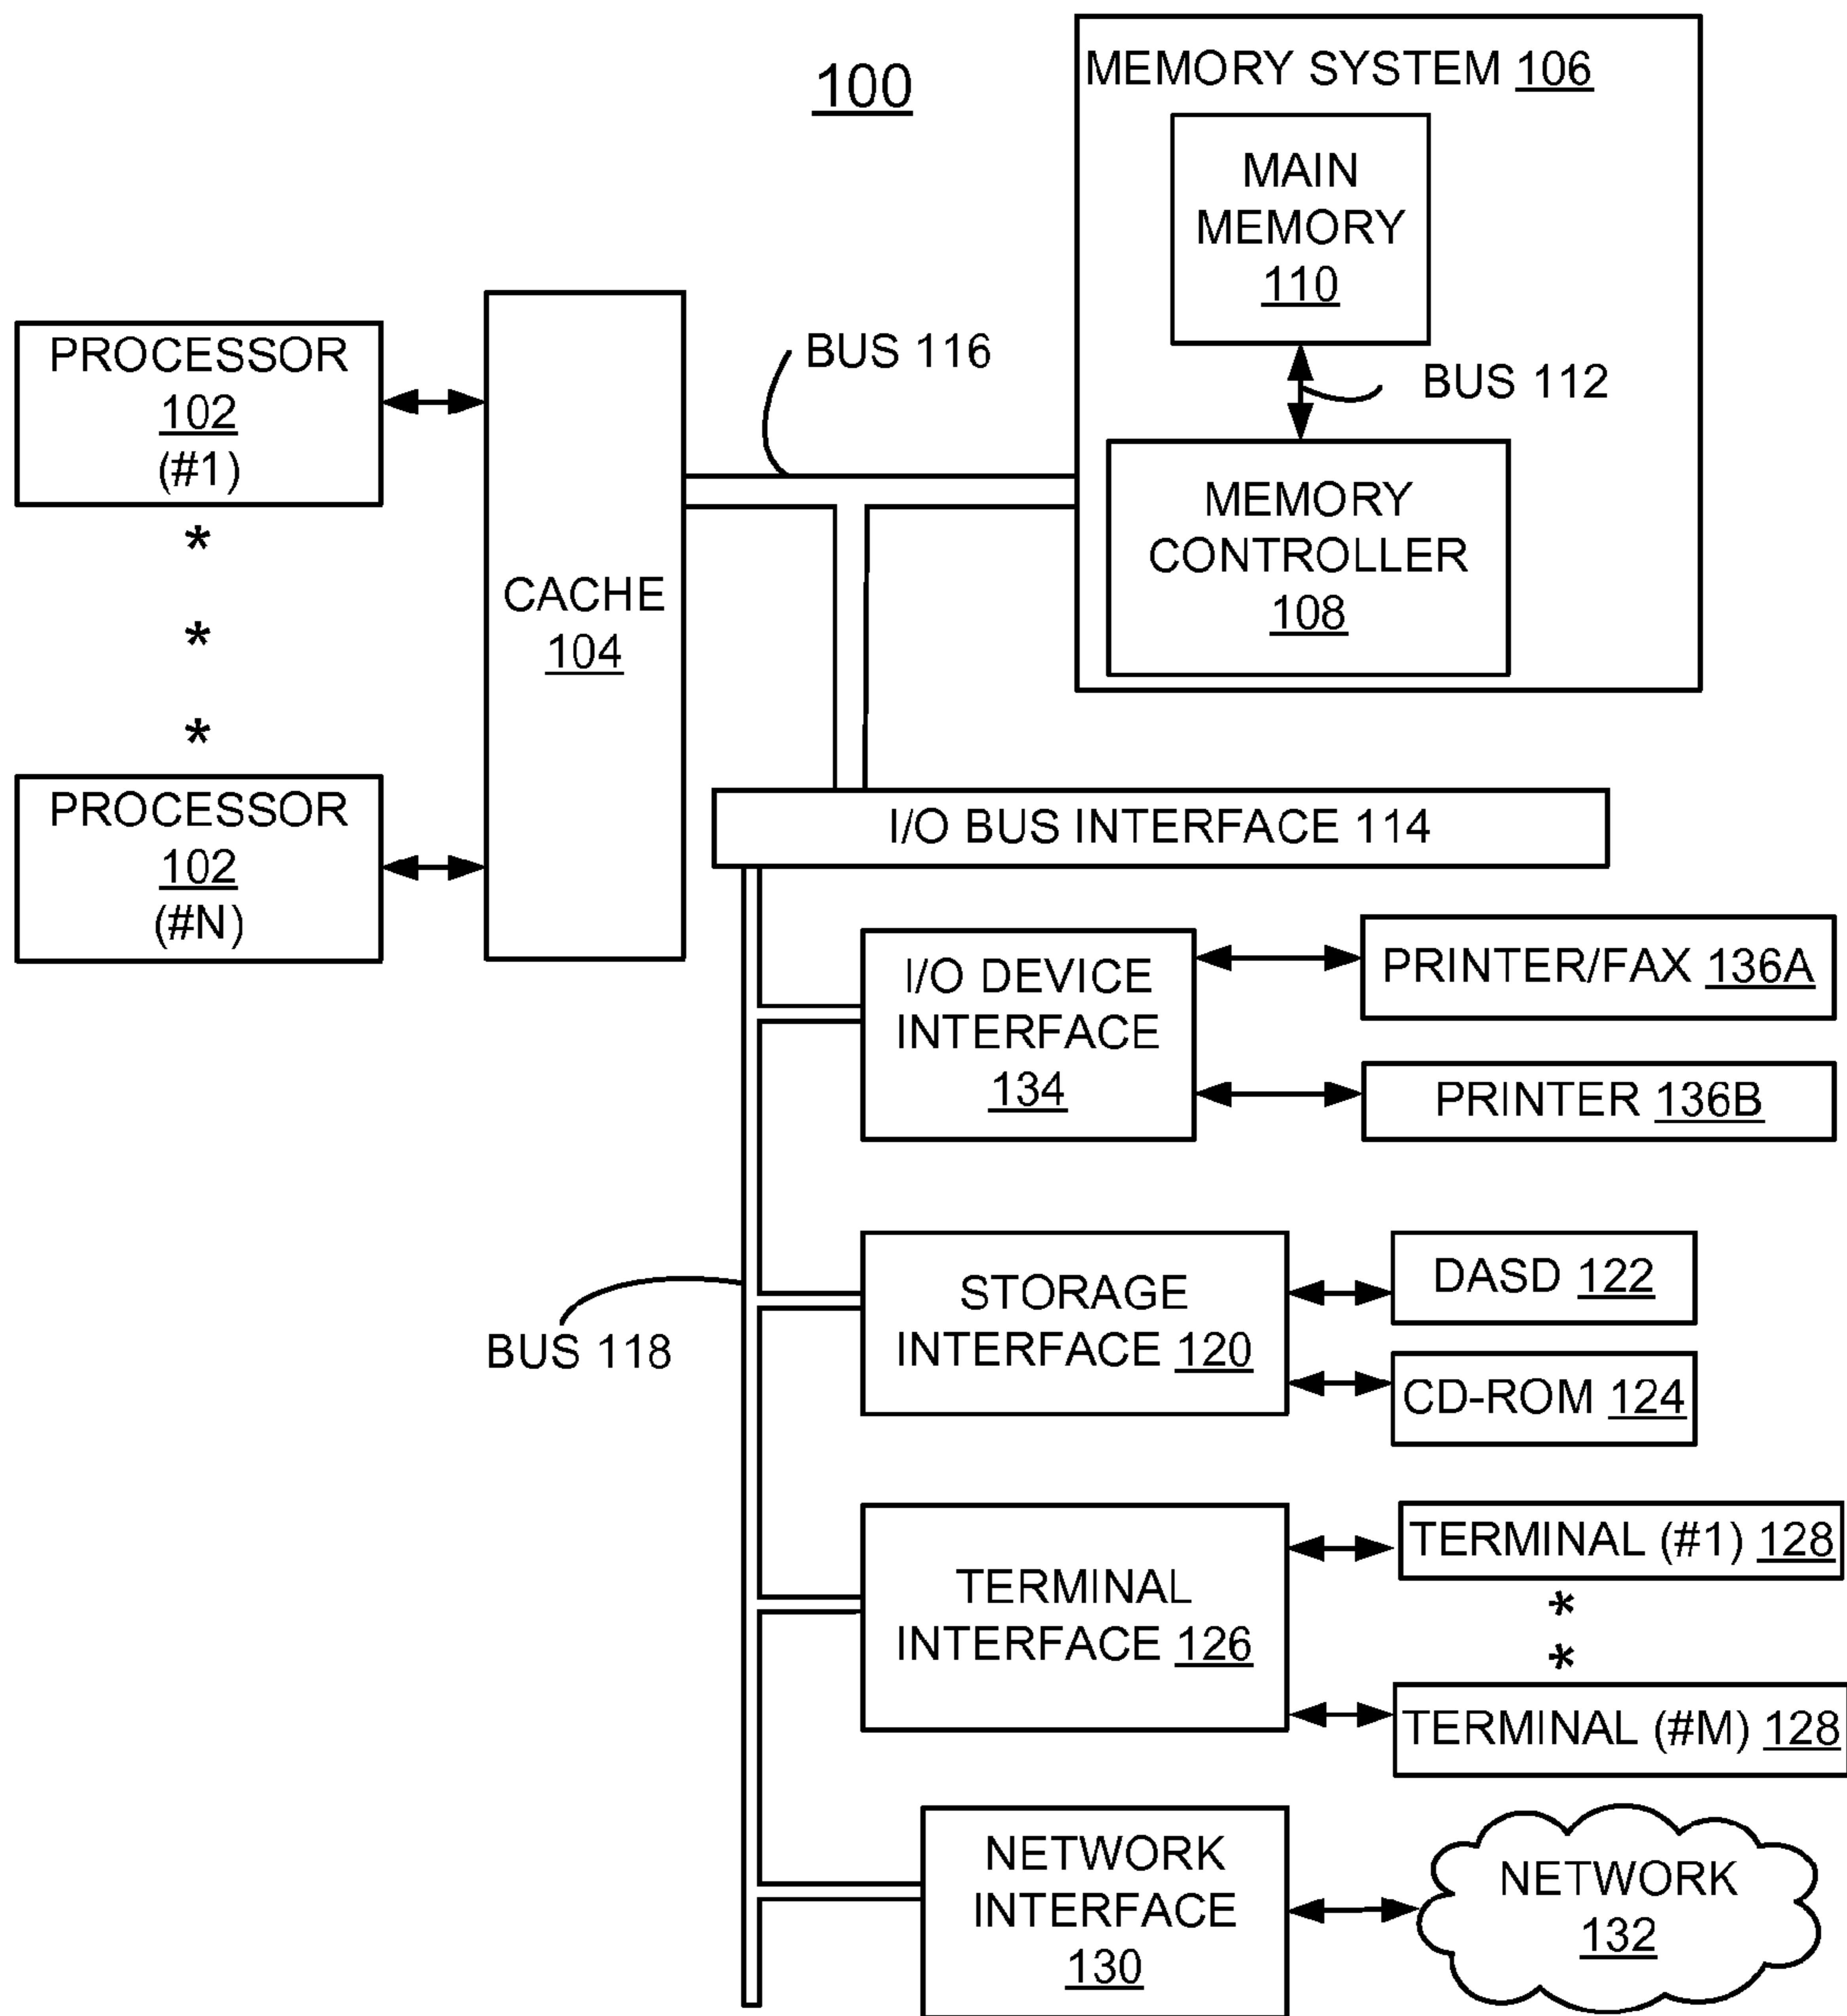 100
MEMORY SYSTEM 106
MAIN
MEMORY
110
BUS 112
MEMORY
CONTROLLER
108
PROCESSOR
102
(#1)
*
*
*
PROCESSOR
102
(#N)
CACHE
104
BUS 116
I/O BUS INTERFACE 114
I/O DEVICE
INTERFACE
134
PRINTER/FAX 136A
PRINTER 136B
BUS 118
STORAGE
INTERFACE 120
DASD 122
CD-ROM 124
TERMINAL
INTERFACE 126
TERMINAL (#1) 128
*
*
TERMINAL (#M) 128
NETWORK
INTERFACE
130
NETWORK
132